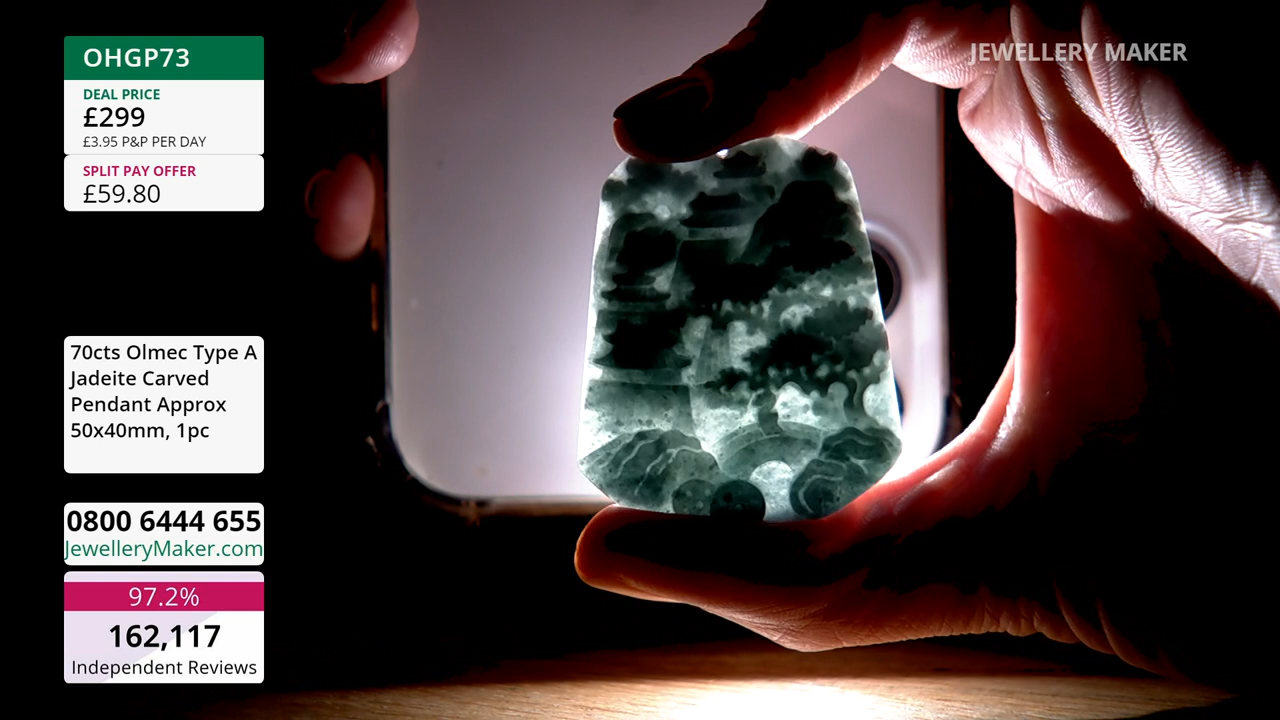 OHGP73
DEAL PRICE
£299
£3.95 P&P PER DAY
SPLIT PAY OFFER
£59.80
70cts Olmec Type A
Jadeite Carved
Pendant Approx
50x40mm, 1pc
0800 6444 655
JewelleryMaker.com
97.2%
162,117
Independent Reviews
JEWELLERY MAKER